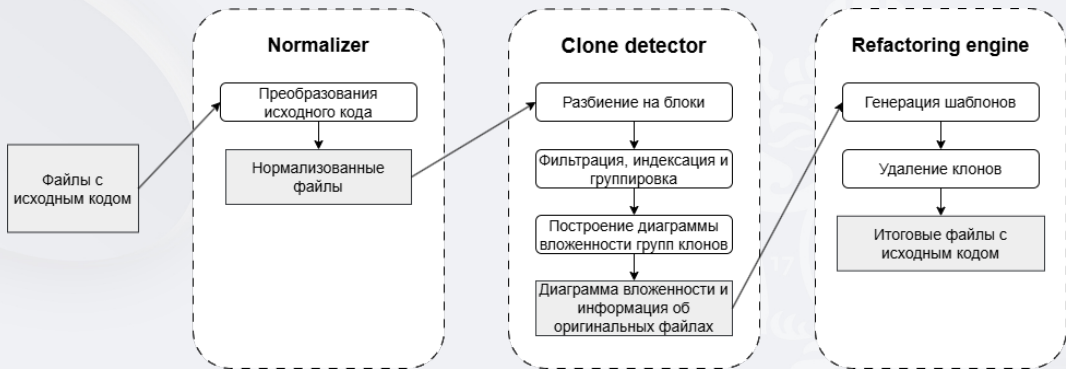 Файлы с
исходным кодом
Normalizer
Преобразования
исходного кода
Нормализованные
файлы
Clone detector
Разбиение на блоки
Фильтрация, индексация и
группировка
Построение диаграммы
вложенности групп клонов
Диаграмма вложенности и
информация об
оригинальных файлах
Refactoring engine
Генерация шаблонов
Удаление клонов
Итоговые файлы с
исходным кодом